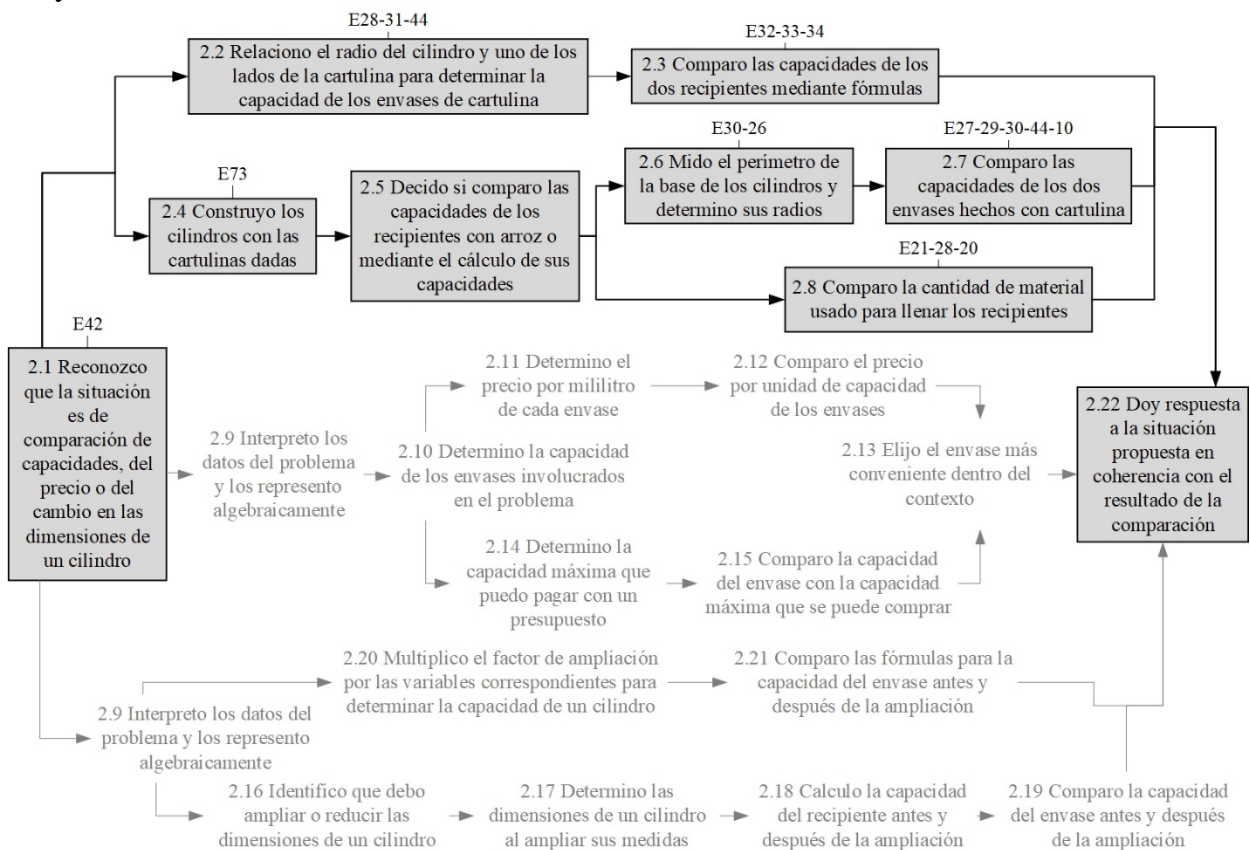 E28-31-44
2.2 Relaciono el radio del cilindro y uno de los
lados de la cartulina para determinar la
capacidad de los envases de cartulina
E32-33-34
2.3 Comparo las capacidades de los
dos recipientes mediante fórmulas
E73
2.4 Construyo los
cilindros con las
cartulinas dadas
2.5 Decido si comparo las
capacidades de los
recipientes con arroz o
mediante el cálculo de sus
capacidades
E30-26
2.6 Mido el perimetro de
la base de los cilindros y
determino sus radios
E27-29-30-44-10
2.7 Comparo las
capacidades de los dos
envases hechos con cartulina
E21-28-20
2.8 Comparo la cantidad de material
usado para llenar los recipientes
E42
2.1 Reconozco
que la situación
es de
comparación de
capacidades, del
precio o del
cambio en las
dimensiones de
un cilindro
2.9 Interpreto los
datos del problema
y los represento
algebraicamente
2.10 Determino la capacidad
de los envases involucrados
en el problema
2.11 Determino el
precio por mililitro
de cada envase
2.12 Comparo el precio
por unidad de capacidad
de los envases
2.13 Elijo el envase más
conveniente dentro del
contexto
2.14 Determino la
capacidad máxima que
puedo pagar con un
presupuesto
2.15 Comparo la capacidad
del envase con la capacidad
máxima que se puede comprar
2.22 Doy respuesta
a la situación
propuesta en
coherencia con el
resultado de la
comparación
2.20 Multiplico el factor de ampliación
por las variables correspondientes para
determinar la capacidad de un cilindro
2.21 Comparo las fórmulas para la
capacidad del envase antes y
después de la ampliación
2.9 Interpreto los datos del
problema y los represento
algebraicamente
2.16 Identifico que debo
ampliar o reducir las
dimensiones de un cilindro
2.17 Determino las
dimensiones de un cilindro
al ampliar sus medidas
2.18 Calculo la capacidad
del recipiente antes y
después de la ampliación
2.19 Comparo la capacidad
del envase antes y después
de la ampliación